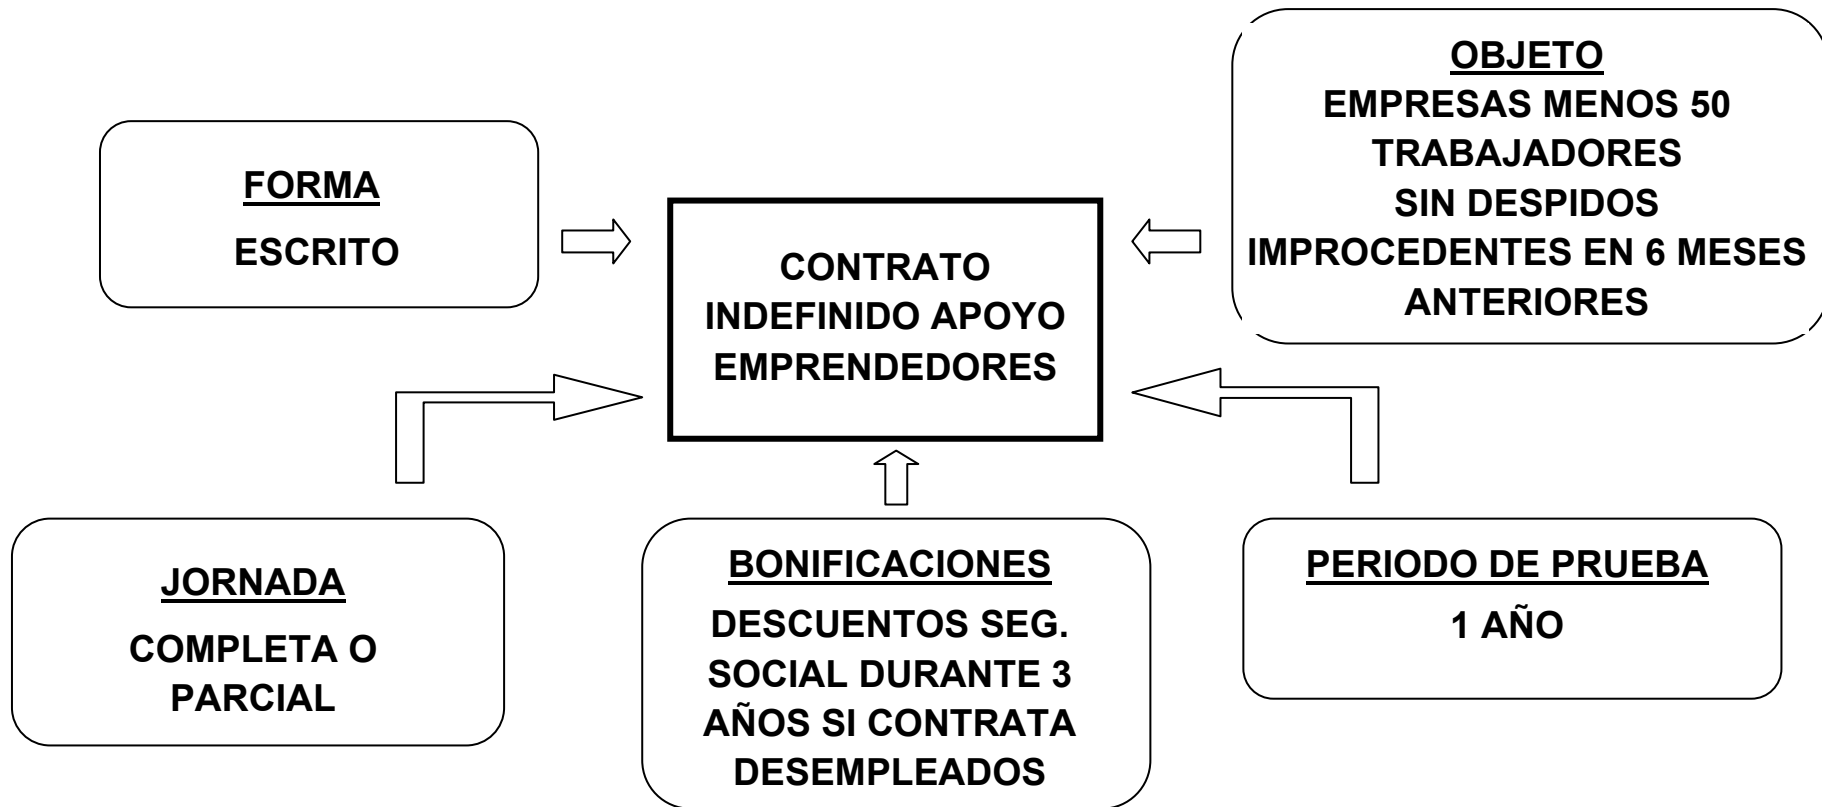 FORMA
ESCRITO
OBJETO
EMPRESAS MENOS 50
TRABAJADORES
SIN DESPIDOS
IMPROCEDENTES EN 6 MESES
ANTERIORES
CONTRATO
INDEFINIDO APOYO
EMPRENDEDORES
JORNADA
COMPLETA O
PARCIAL
BONIFICACIONES
DESCUENTOS SEG.
SOCIAL DURANTE 3
AÑOS SI CONTRATA
DESEMPLEADOS
PERIODO DE PRUEBA
1 AÑO